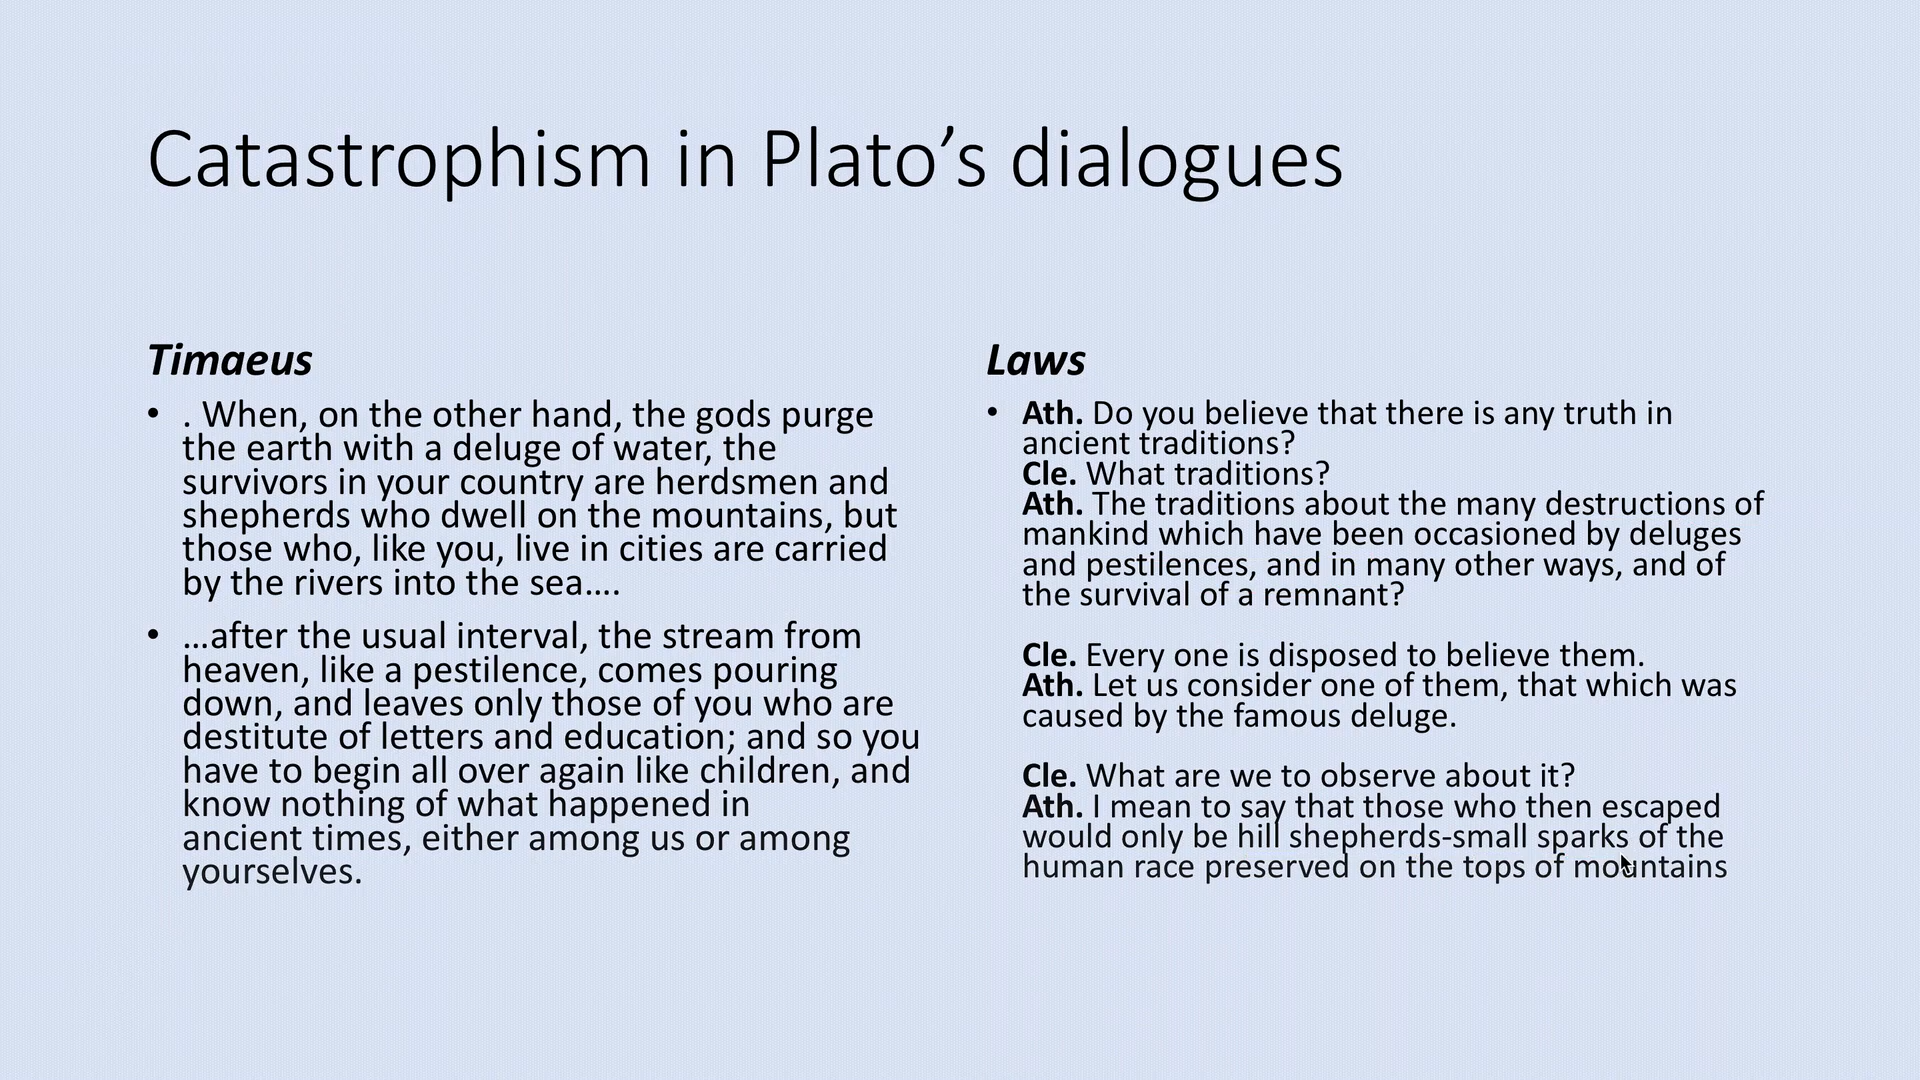 Catastrophism in Plato’s dialogues
Timaeus
• . When, on the other hand, the gods purge
the earth with a deluge of water, the
survivors in your country are herdsmen and
shepherds who dwell on the mountains, but
those who, like you, live in cities are carried
by the rivers into the sea….
• …after the usual interval, the stream from
heaven, like a pestilence, comes pouring
down, and leaves only those of you who are
destitute of letters and education; and so you
have to begin all over again like children, and
know nothing of what happened in
ancient times, either among us or among
yourselves.
Laws
• Ath. Do you believe that there is any truth in
ancient traditions?
Cle. What traditions?
Ath. The traditions about the many destructions of
mankind which have been occasioned by deluges
and pestilences, and in many other ways, and of
the survival of a remnant?
Cle. Every one is disposed to believe them.
Ath. Let us consider one of them, that which was
caused by the famous deluge.
Cle. What are we to observe about it?
Ath. I mean to say that those who then escaped
would only be hill shepherds-small sparks of the
human race preserved on the tops of mountains